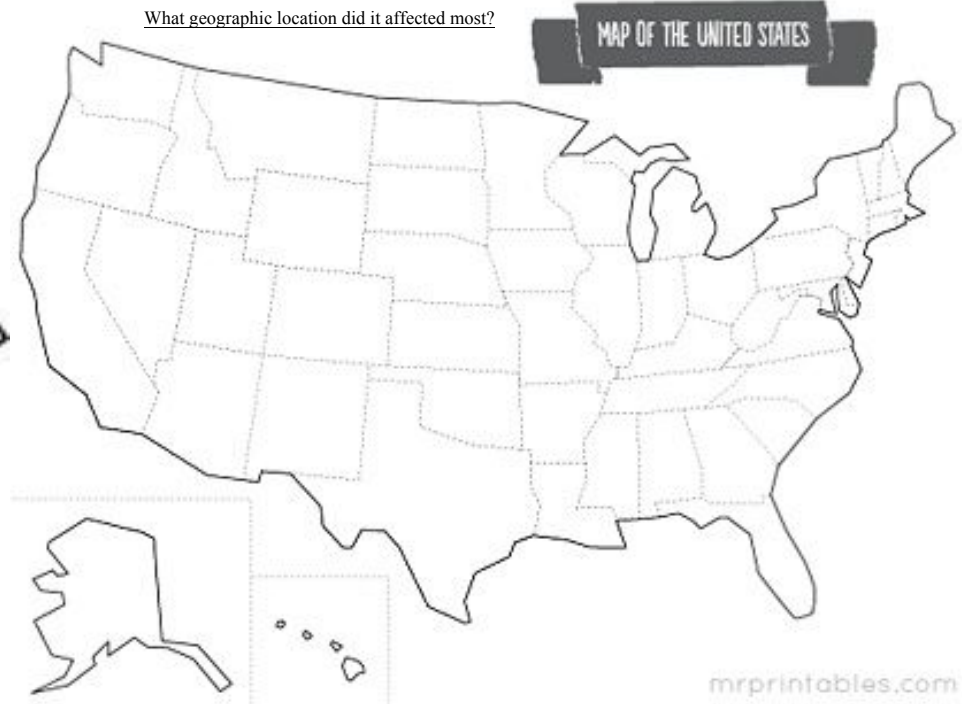 What geographic location did it affected most?
MAP OF THE UNITED STATES
mrprintables.com